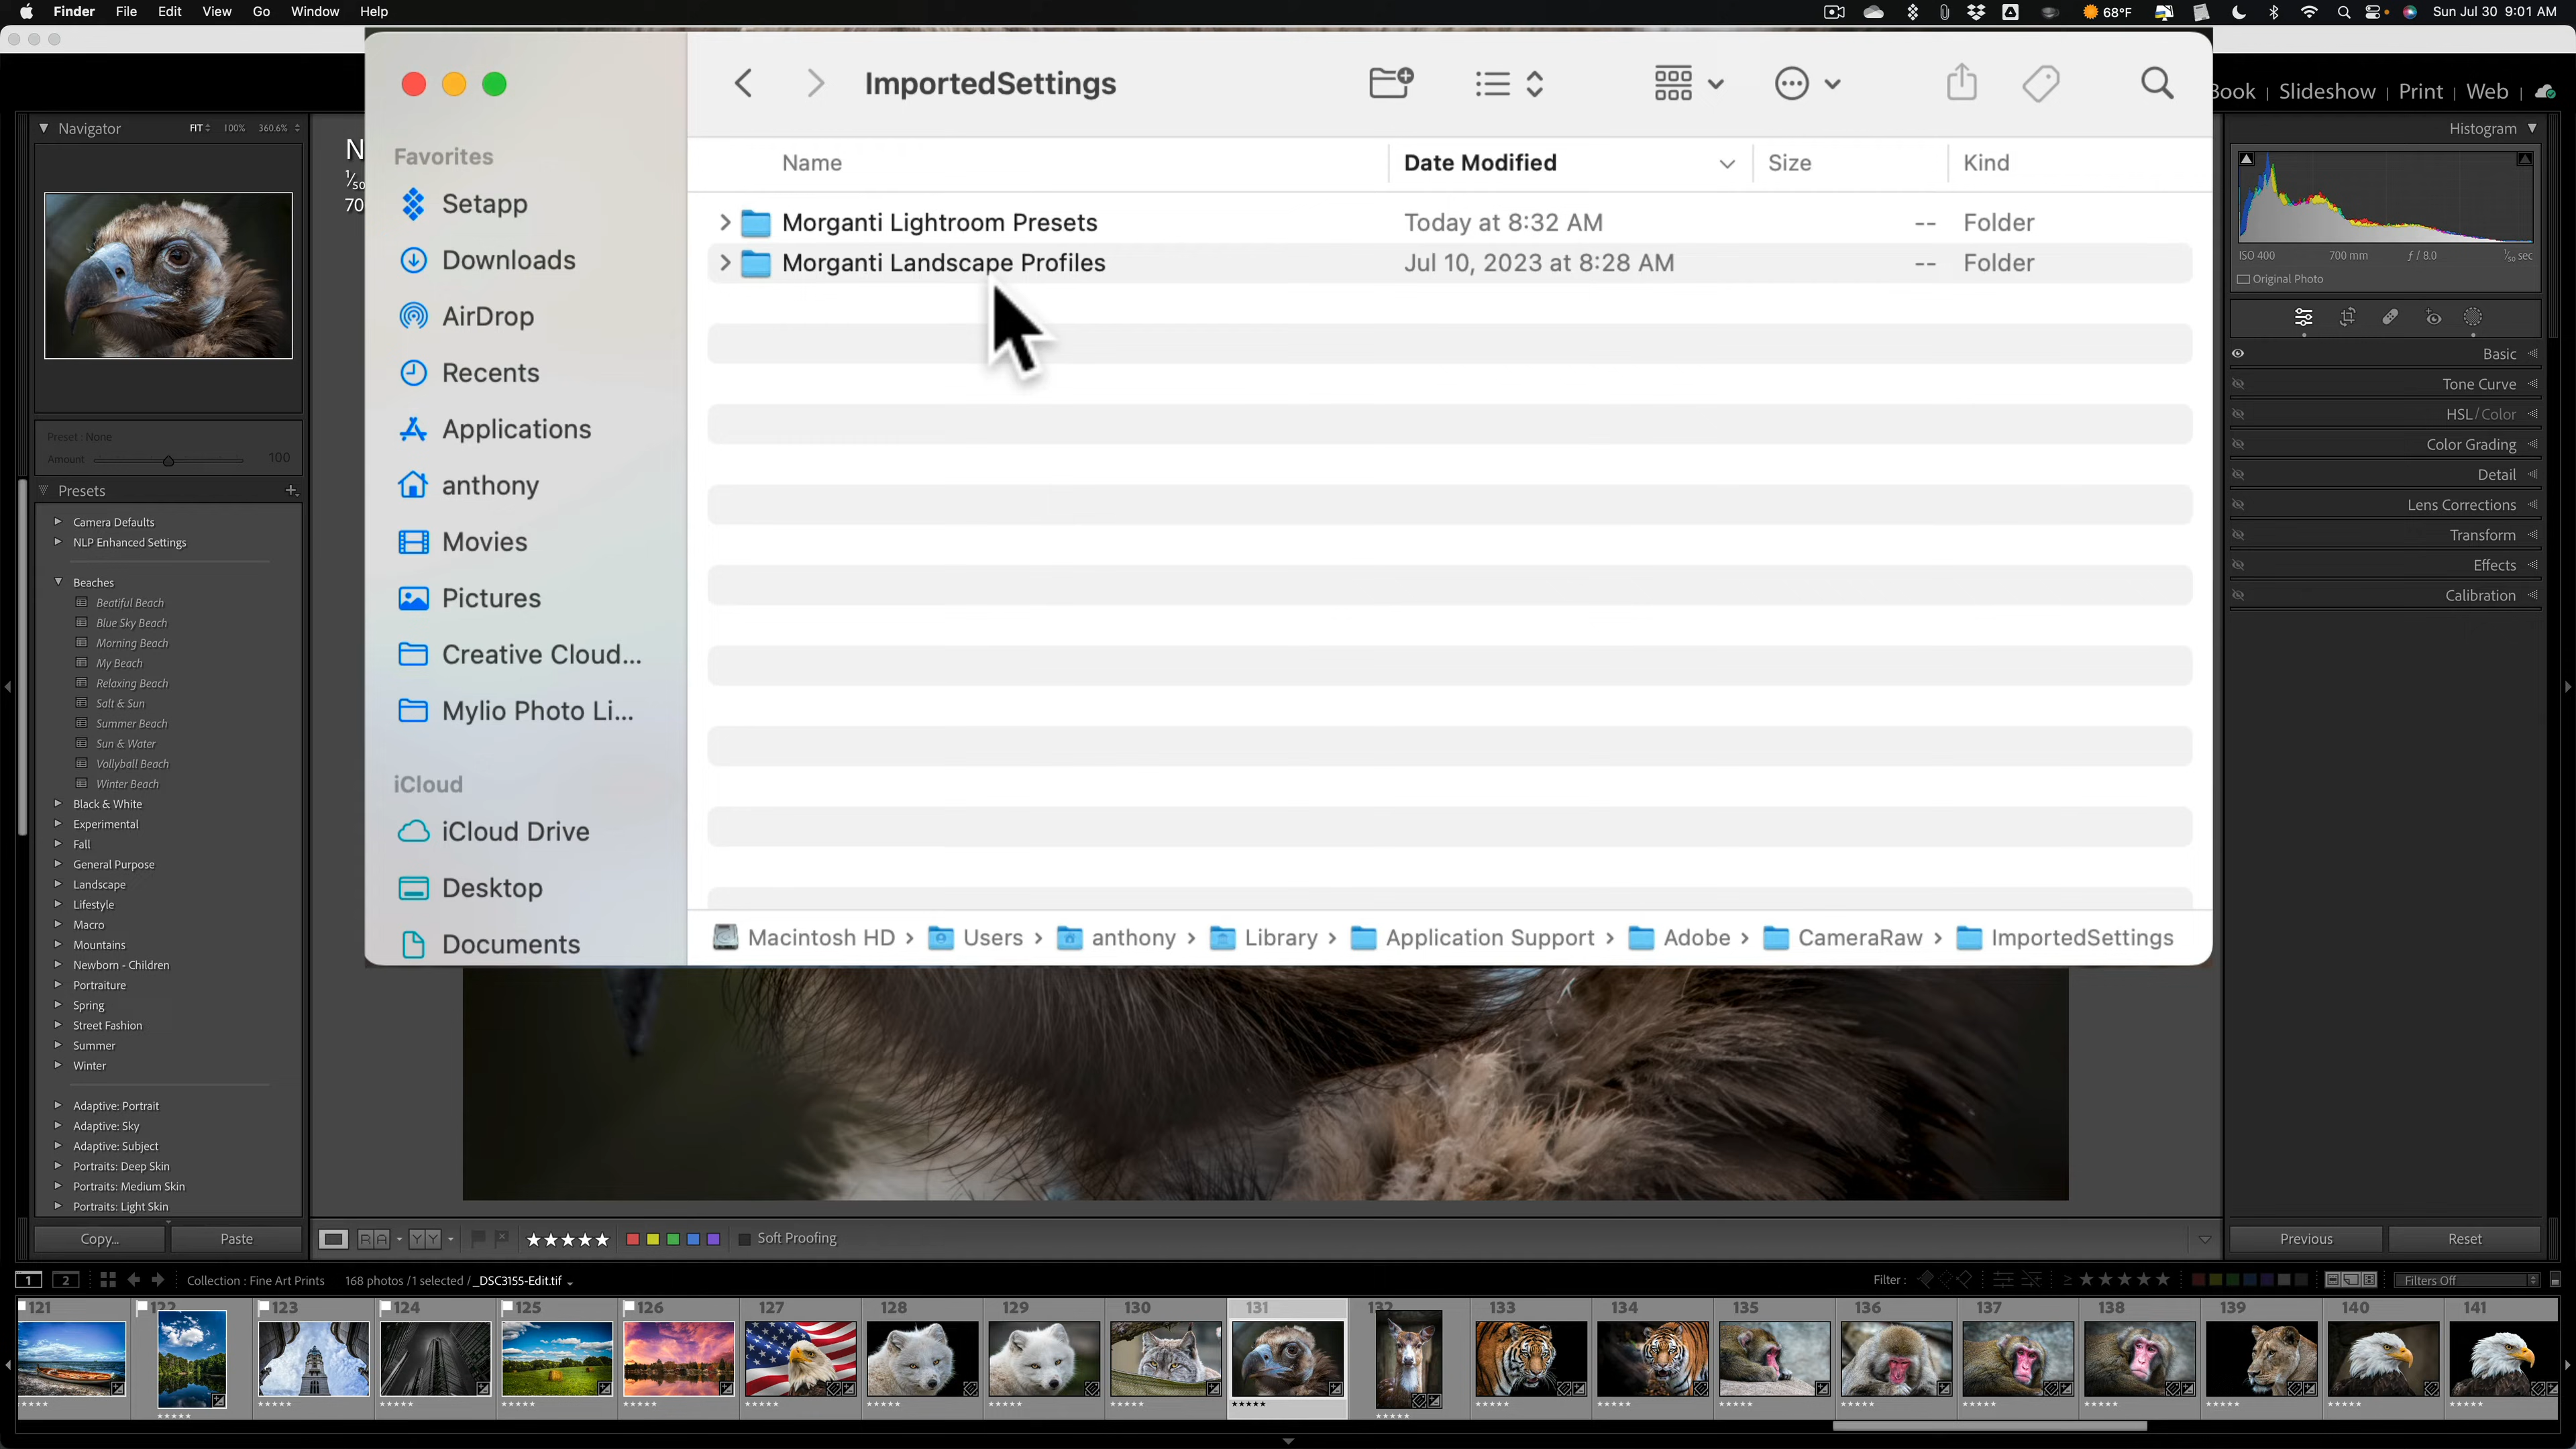 Finder File Edit View Go Window Help
68°F Sun Jul 30 9:01 AM
ImportedSettings
Book | Slideshow | Print | Web
Navigator FIT 100% 360.6%
Histogram
Favorites
Name Date Modified Size Kind
Setapp
Morganti Lightroom Presets Today at 8:32 AM -- Folder
Morganti Landscape Profiles Jul 10, 2023 at 8:28 AM -- Folder
Downloads
AirDrop
Recents
Applications
anthony
Movies
Pictures
Creative Cloud...
Mylio Photo Li...
iCloud
iCloud Drive
Desktop
Documents
Macintosh HD › Users › anthony › Library › Application Support › Adobe › CameraRaw › ImportedSettings
N
1/50
70
ISO 400 700 mm ƒ / 8.0 1/50 sec
Original Photo
Basic
Tone Curve
HSL / Color
Color Grading
Detail
Lens Corrections
Transform
Effects
Calibration
Preset : None
Amount 100
Presets
Camera Defaults
NLP Enhanced Settings
Beaches
Beatiful Beach
Blue Sky Beach
Morning Beach
My Beach
Relaxing Beach
Salt & Sun
Summer Beach
Sun & Water
Vollyball Beach
Winter Beach
Black & White
Experimental
Fall
General Purpose
Landscape
Lifestyle
Macro
Mountains
Newborn - Children
Portraiture
Spring
Street Fashion
Summer
Winter
Adaptive: Portrait
Adaptive: Sky
Adaptive: Subject
Portraits: Deep Skin
Portraits: Medium Skin
Portraits: Light Skin
Copy... Paste
R A Y Y Soft Proofing
Previous Reset
1 2 Collection : Fine Art Prints 168 photos / 1 selected / _DSC3155-Edit.tif
Filter : Filters Off
121 122 123 124 125 126 127 128 129 130 131 132 133 134 135 136 137 138 139 140 141